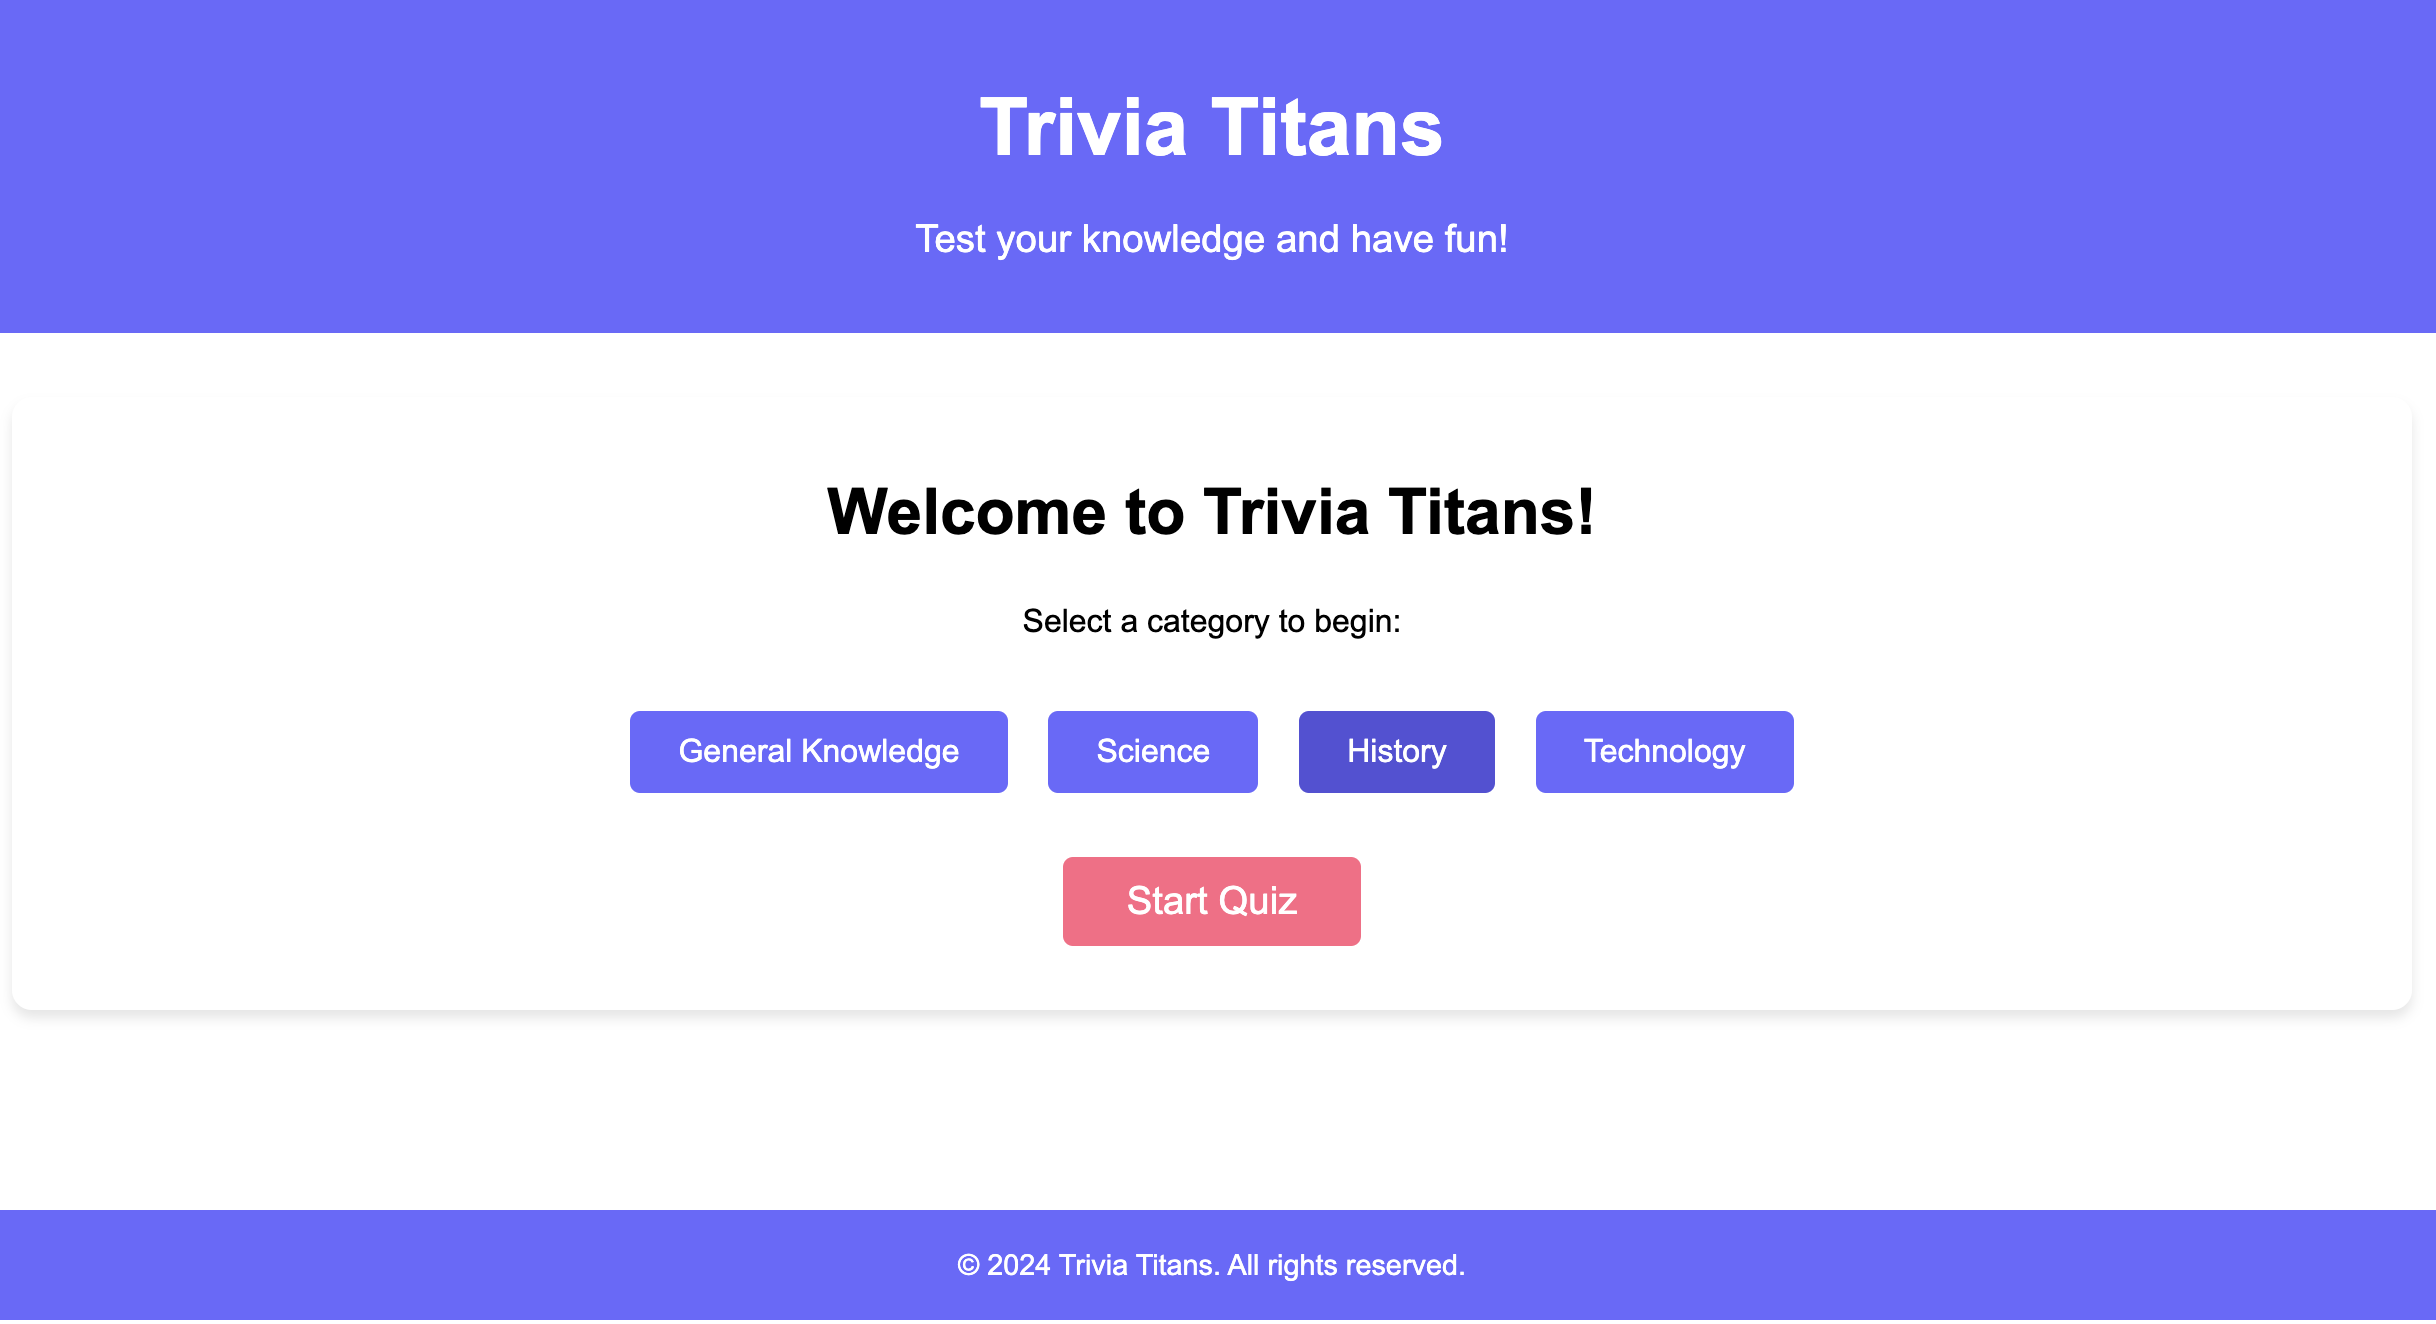 Trivia Titans
Test your knowledge and have fun!
Welcome to Trivia Titans!
Select a category to begin:
General Knowledge Science History Technology
Start Quiz
© 2024 Trivia Titans. All rights reserved.